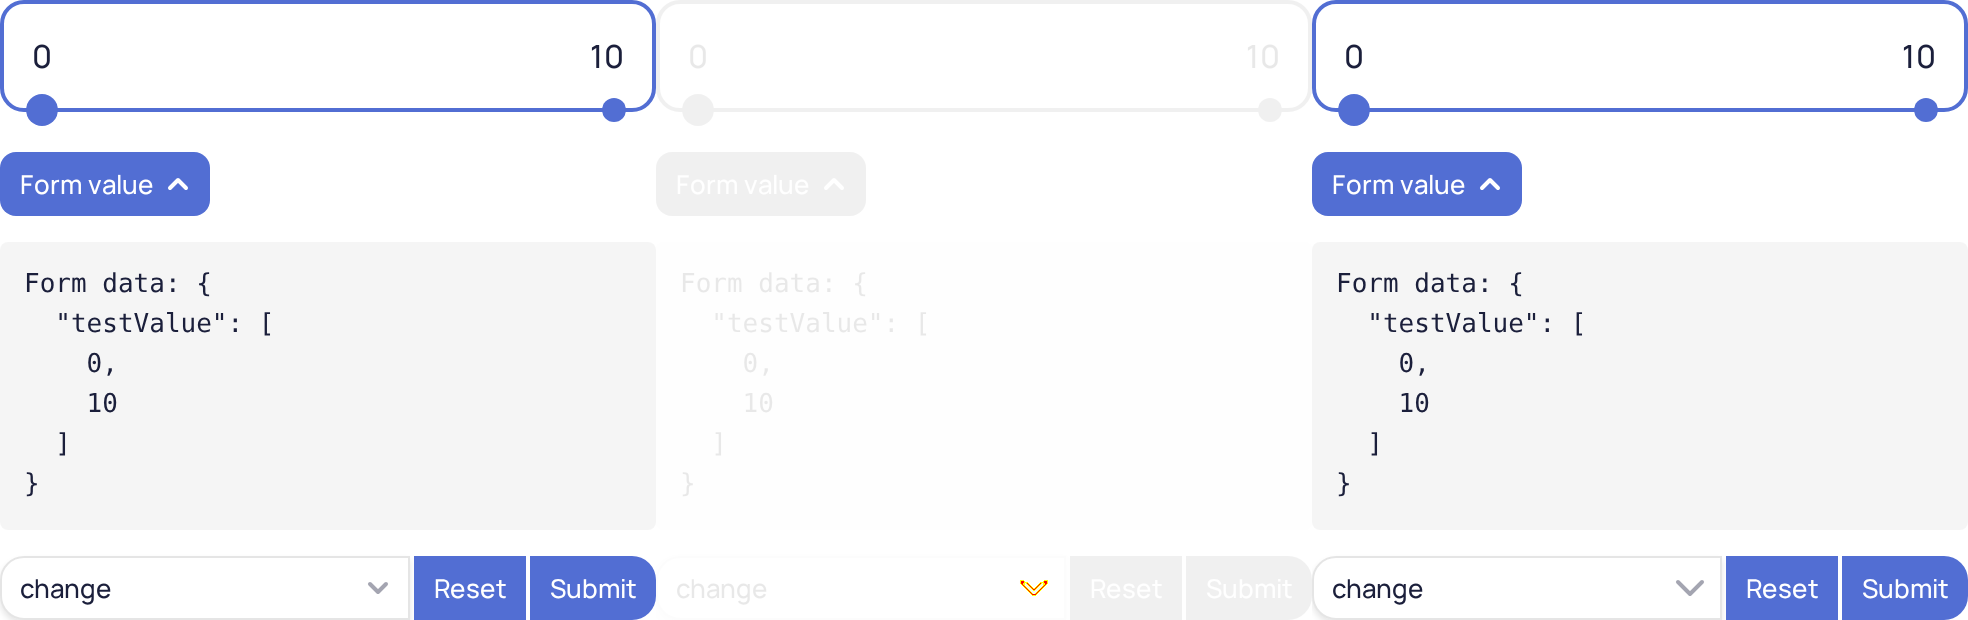 0 10
Form value
Form data: {
"testValue": [
0,
10
]
}
change Reset Submit
0 10
Form value
Form data: {
"testValue": [
0,
10
]
}
change Reset Submit
0 10
Form value
Form data: {
"testValue": [
0,
10
]
}
change Reset Submit